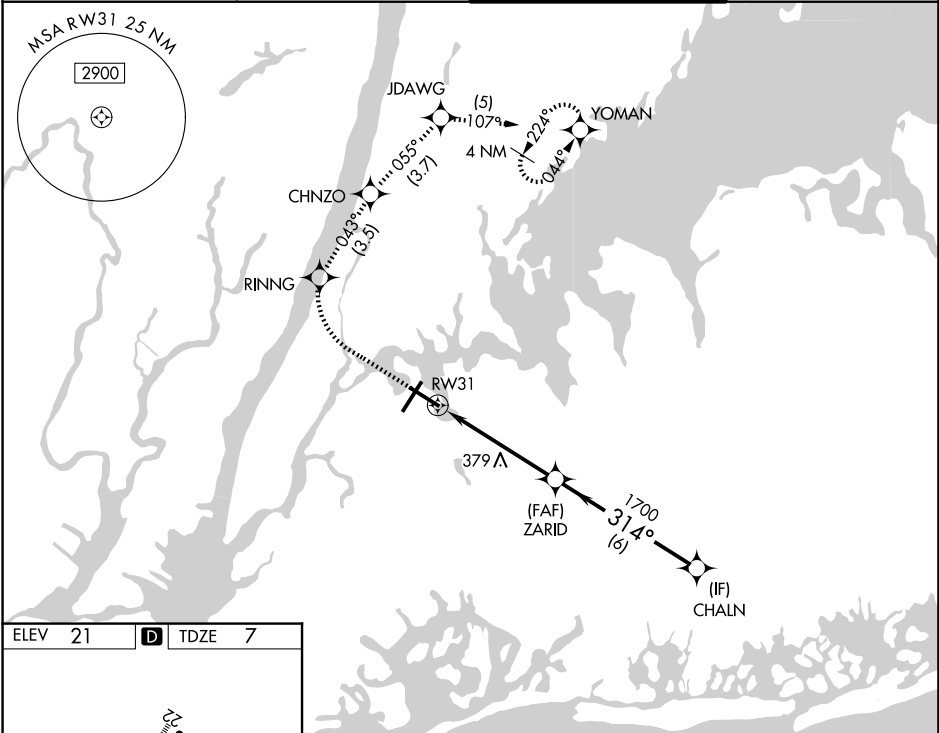 MSA RW31 25 NM
2900
JDAWG
(5)
107°
224°
YOMAN
4 NM
044°
055°
(3.7)
CHNZO
043°
(3.5)
RINNG
RW31
379
(FAF)
ZARID
1700
314°
(6)
(IF)
CHALN
ELEV 21 D TDZE 7
22